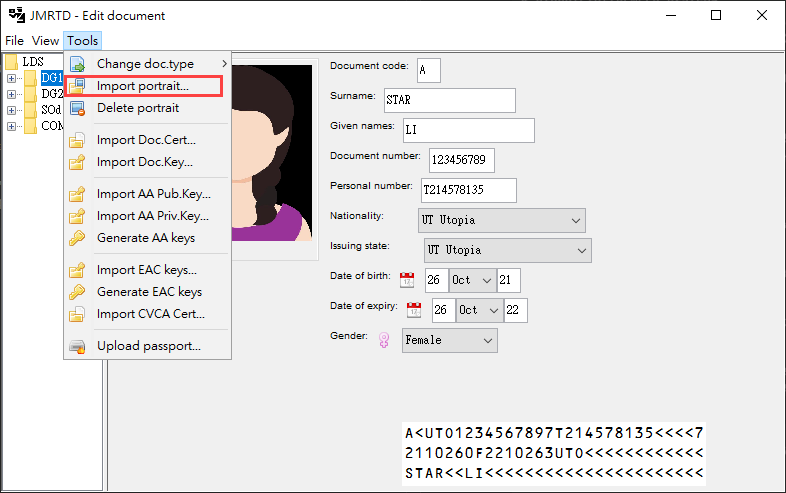 JMRTD - Edit document
File View Tools
LDS
DG1
DG2
SOd
COM
Change doc.type
Import portrait...
Delete portrait
Import Doc.Cert...
Import Doc.Key...
Import AA Pub.Key...
Import AA Priv.Key...
Generate AA keys
Import EAC keys...
Generate EAC keys
Import CVCA Cert...
Upload passport...
Document code: A
Surname: STAR
Given names: LI
Document number: 123456789
Personal number: T214578135
Nationality: UT Utopia
Issuing state: UT Utopia
Date of birth: 26 Oct 21
Date of expiry: 26 Oct 22
Gender: Female
A<UTO1234567897T214578135<<<<7
2110260F2210263UTO<<<<<<<<<<<<
STAR<<LI<<<<<<<<<<<<<<<<<<<<<<